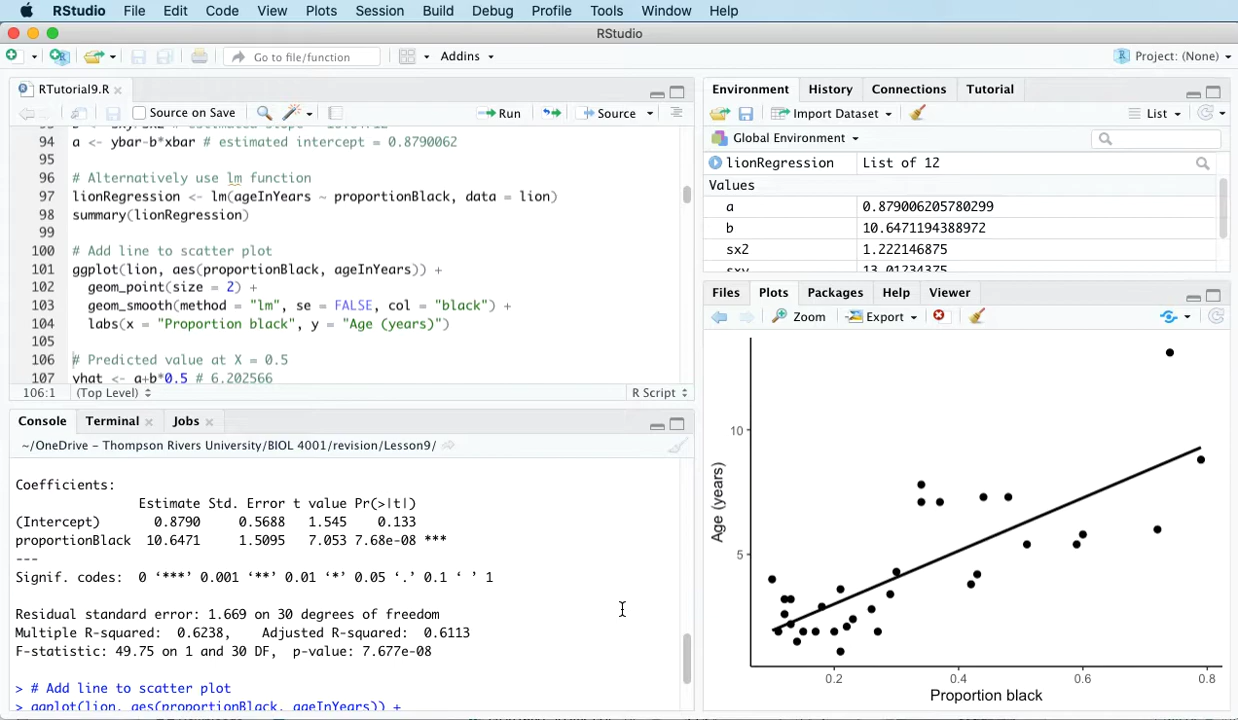 RStudio File Edit Code View Plots Session Build Debug Profile Tools Window Help
RStudio
Go to file/function Addins Project: (None)
RTutorial9.R
Source on Save Run Source
94 a <- ybar-b*xbar # estimated intercept = 0.8790062
95
96 # Alternatively use lm function
97 lionRegression <- lm(ageInYears ~ proportionBlack, data = lion)
98 summary(lionRegression)
99
100 # Add line to scatter plot
101 ggplot(lion, aes(proportionBlack, ageInYears)) +
102 geom_point(size = 2) +
103 geom_smooth(method = "lm", se = FALSE, col = "black") +
104 labs(x = "Proportion black", y = "Age (years)")
105
106 # Predicted value at X = 0.5
107 yhat <- a+b*0.5 # 6.202566
106:1 (Top Level) R Script
Console Terminal Jobs
~/OneDrive – Thompson Rivers University/BIOL 4001/revision/Lesson9/
Coefficients:
Estimate Std. Error t value Pr(>|t|)
(Intercept) 0.8790 0.5688 1.545 0.133
proportionBlack 10.6471 1.5095 7.053 7.68e-08 ***
---
Signif. codes: 0 ‘***’ 0.001 ‘**’ 0.01 ‘*’ 0.05 ‘.’ 0.1 ‘ ’ 1
Residual standard error: 1.669 on 30 degrees of freedom
Multiple R-squared: 0.6238, Adjusted R-squared: 0.6113
F-statistic: 49.75 on 1 and 30 DF, p-value: 7.677e-08
> # Add line to scatter plot
> ggplot(lion, aes(proportionBlack, ageInYears)) +
Environment History Connections Tutorial
Import Dataset List
Global Environment
lionRegression List of 12
Values
a 0.879006205780299
b 10.6471194388972
sx2 1.222146875
sxy 13.01234375
Files Plots Packages Help Viewer
Zoom Export
10
5
Age (years)
0.2 0.4 0.6 0.8
Proportion black